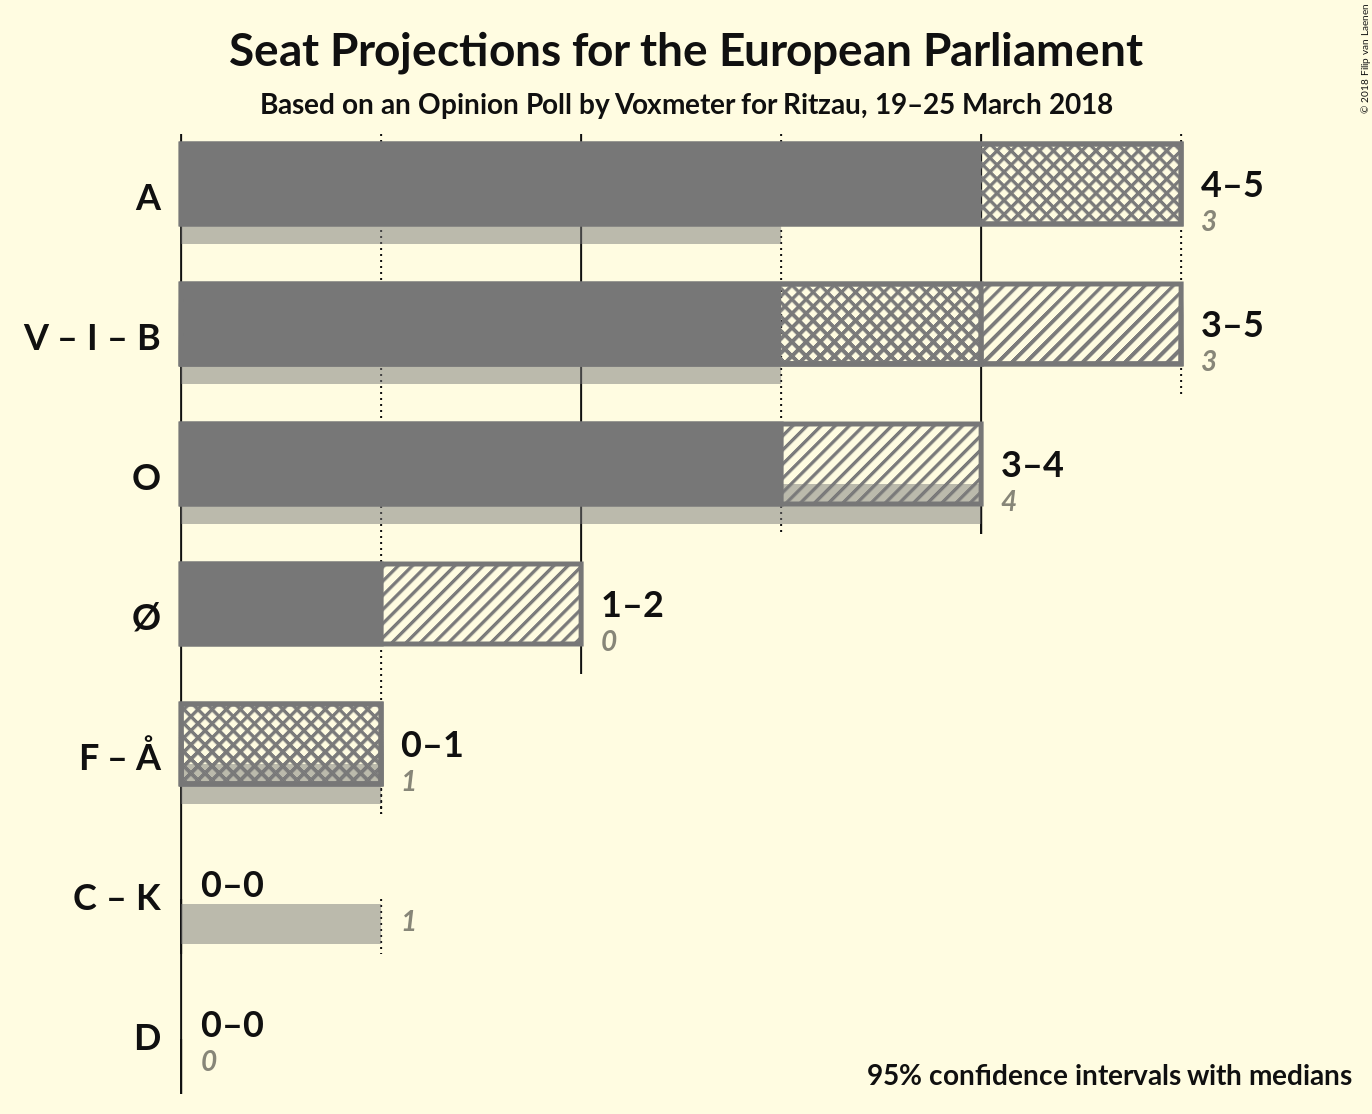 Seat Projections for the European Parliament
Based on an Opinion Poll by Voxmeter for Ritzau, 19–25 March 2018
© 2018 Filip van Laenen
A
4–5
3
V – I – B
3–5
3
O
3–4
4
Ø
1–2
0
F – Å
0–1
1
C – K
0–0
1
D
0–0
0
95% confidence intervals with medians